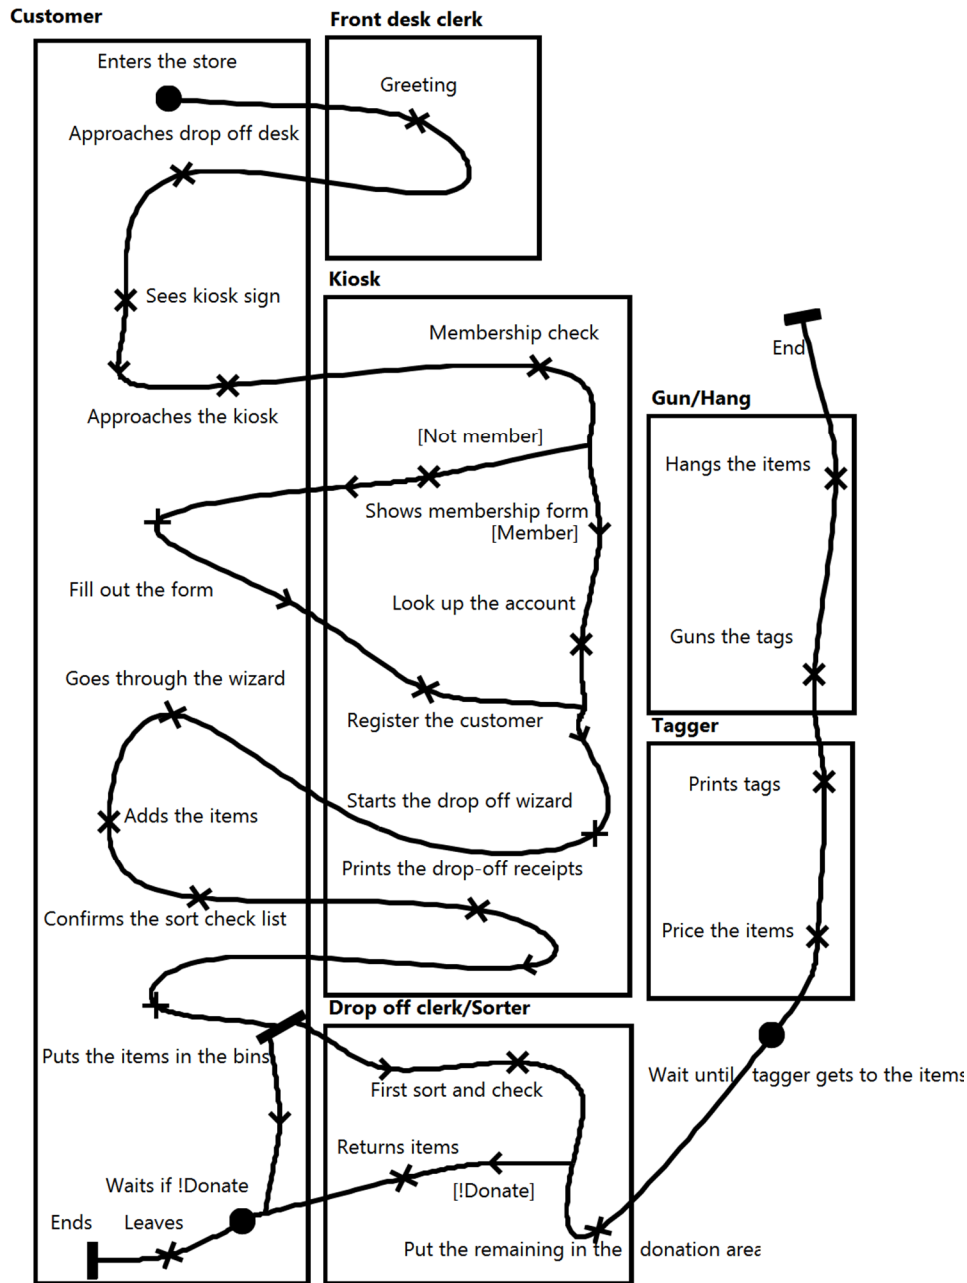 Customer
Front desk clerk
Enters the store
Greeting
Approaches drop off desk
Kiosk
Sees kiosk sign
Membership check
End
Approaches the kiosk
Gun/Hang
[Not member]
Hangs the items
Shows membership form
[Member]
Fill out the form
Look up the account
Guns the tags
Goes through the wizard
Register the customer
Tagger
Prints tags
Starts the drop off wizard
Adds the items
Prints the drop-off receipts
Confirms the sort check list
Price the items
Drop off clerk/Sorter
Puts the items in the bins
Wait until tagger gets to the items
First sort and check
Returns items
Waits if !Donate
[!Donate]
Ends
Leaves
Put the remaining in the donation area